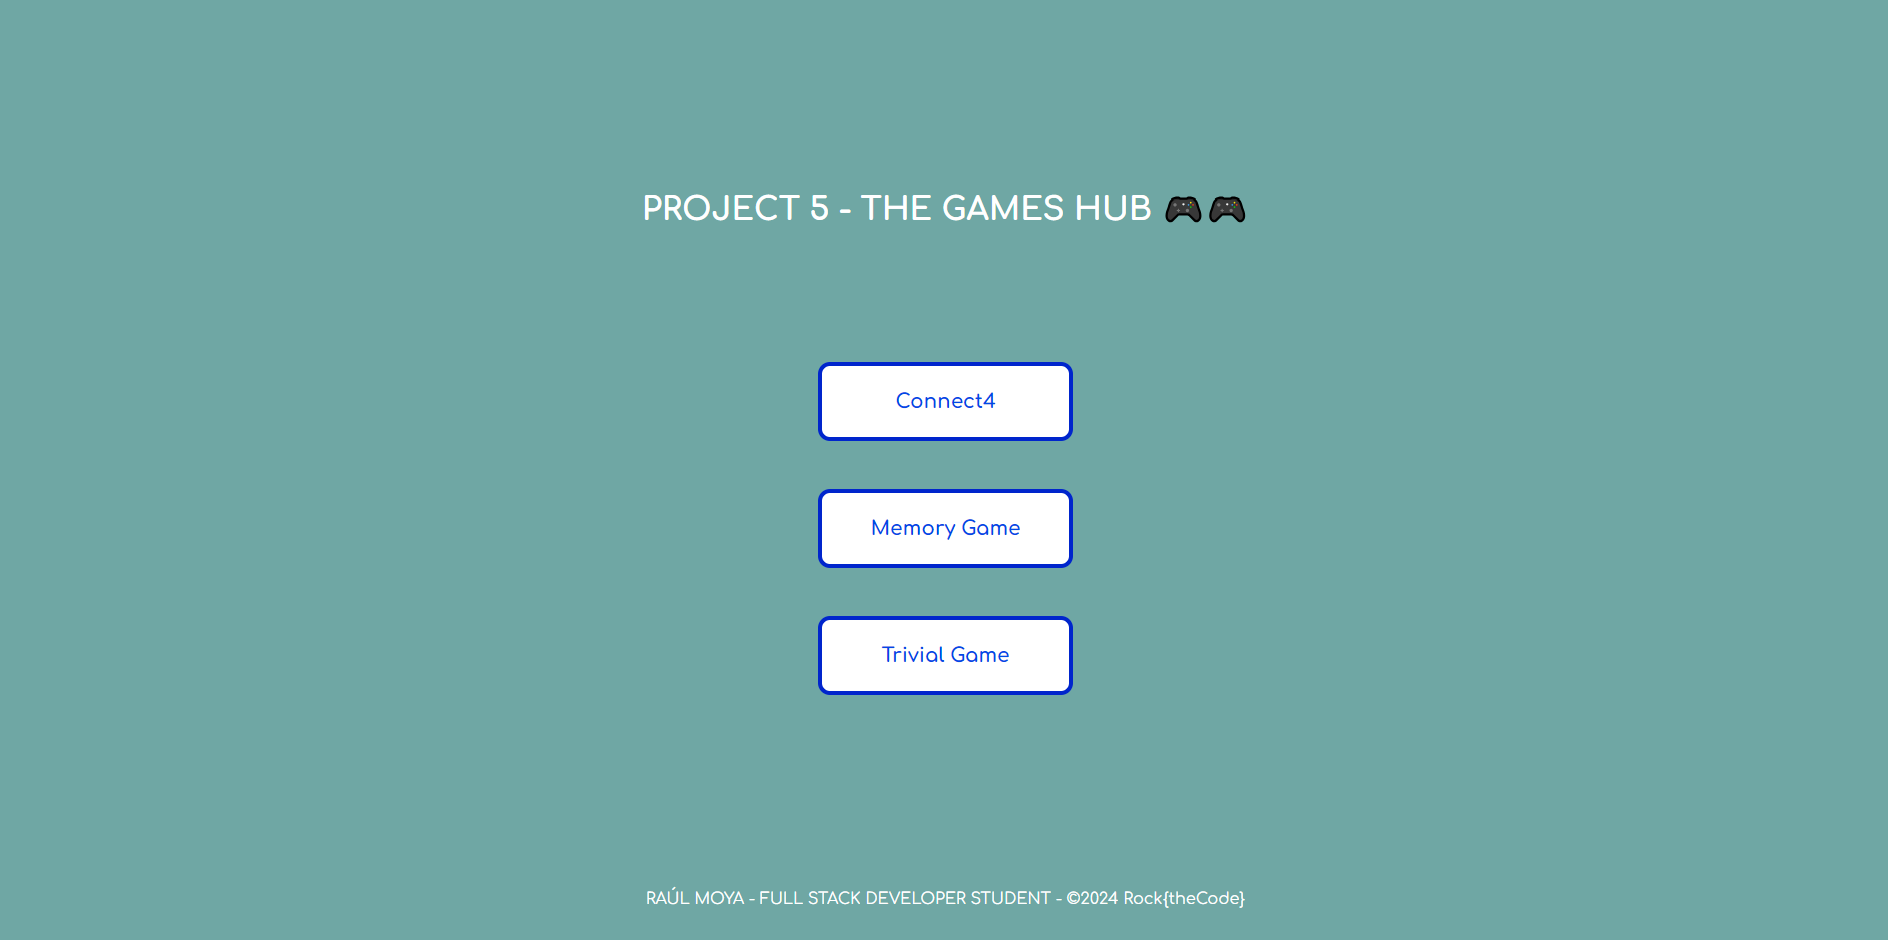 PROJECT 5 - THE GAMES HUB 🎮🎮
Connect4
Memory Game
Trivial Game
RAÚL MOYA - FULL STACK DEVELOPER STUDENT - ©2024 Rock{theCode}